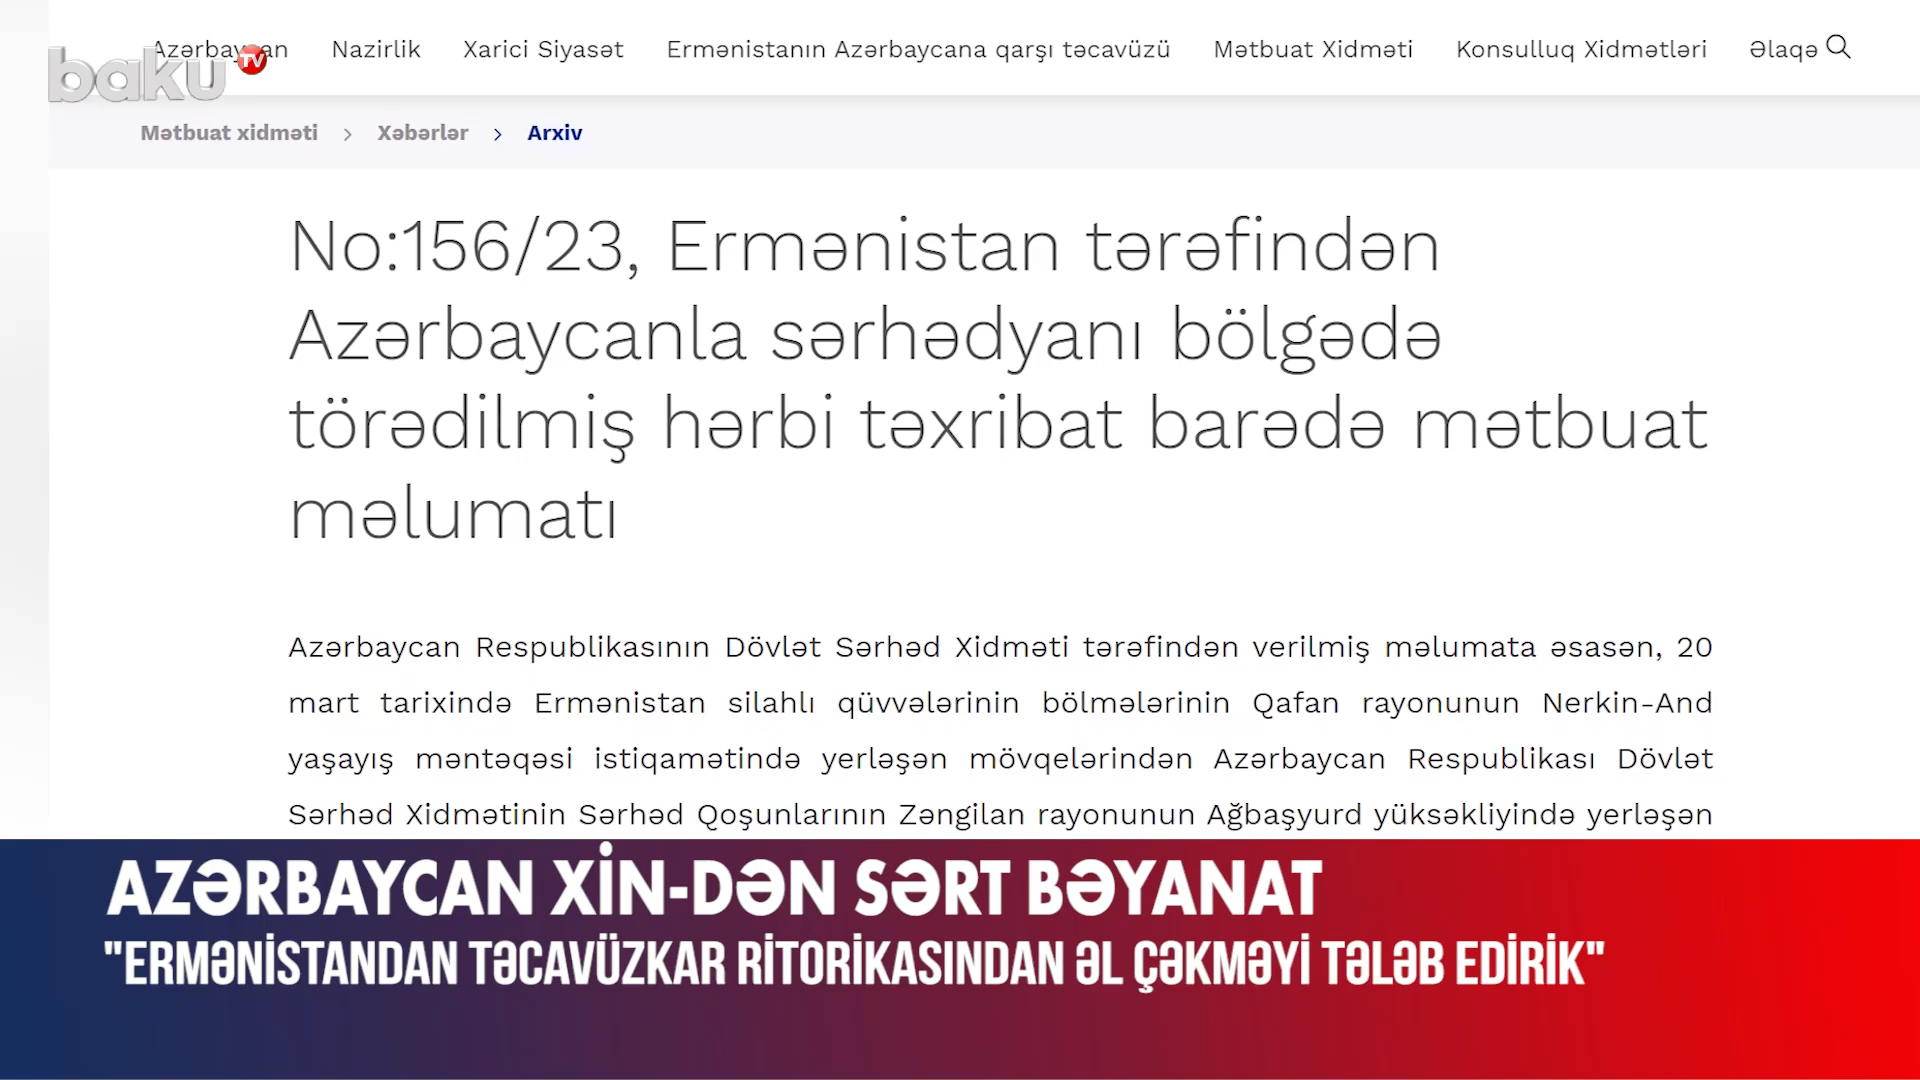 Azərbaycan Nazirlik Xarici Siyasət Ermənistanın Azərbaycana qarşı təcavüzü Mətbuat Xidməti Konsulluq Xidmətləri Əlaqə
baku TV
Mətbuat xidməti > Xəbərlər > Arxiv
No:156/23, Ermənistan tərəfindən
Azərbaycanla sərhədyanı bölgədə
törədilmiş hərbi təxribat barədə mətbuat
məlumatı
Azərbaycan Respublikasının Dövlət Sərhəd Xidməti tərəfindən verilmiş məlumata əsasən, 20
mart tarixində Ermənistan silahlı qüvvələrinin bölmələrinin Qafan rayonunun Nerkin-And
yaşayış məntəqəsi istiqamətində yerləşən mövqelərindən Azərbaycan Respublikası Dövlət
Sərhəd Xidmətinin Sərhəd Qoşunlarının Zəngilan rayonunun Ağbaşyurd yüksəkliyində yerləşən
AZƏRBAYCAN XİN-DƏN SƏRT BƏYANAT
"ERMƏNİSTANDAN TƏCAVÜZKAR RİTORİKASINDAN ƏL ÇƏKMƏYİ TƏLƏB EDİRİK"